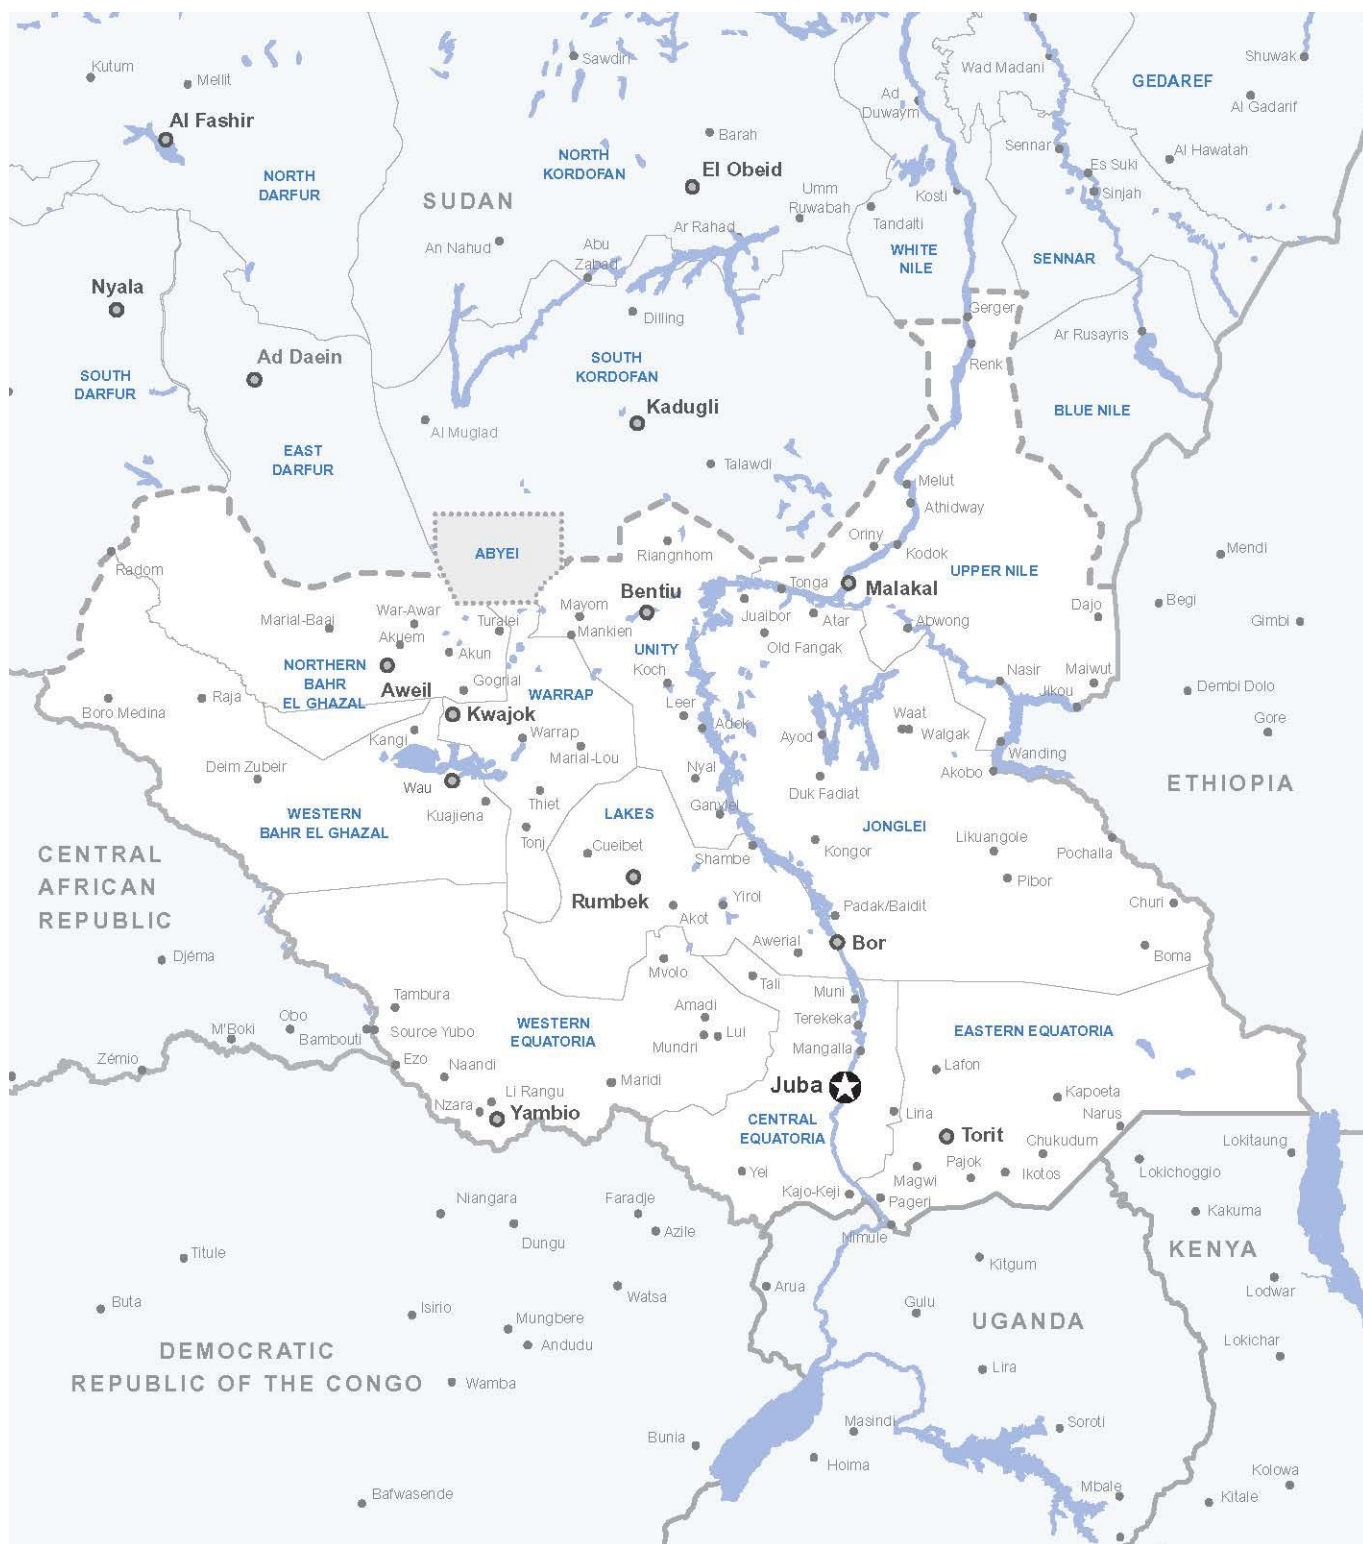 Kutum
Mellit
Sawdiri
Wad Madani
Shuwak
GEDAREF
Al Gadarif
Ad
Duwaym
Al Fashir
Barah
Sennar
Al Hawatah
NORTH
KORDOFAN
El Obeid
Es Suki
Sinjah
NORTH
DARFUR
SUDAN
Umm
Ruwabah
Kosti
Tandalti
Ar Rahad
An Nahud
Abu
Zabad
WHITE
NILE
SENNAR
Nyala
Dilling
Gerger
Ar Rusayris
Renk
Ad Daein
SOUTH
DARFUR
SOUTH
KORDOFAN
Kadugli
BLUE NILE
Al Muglad
EAST
DARFUR
Talawdi
Melut
Athidway
Oriny
Kodok
ABYEI
Riangnhom
Mendi
Radom
UPPER NILE
Tonga
Malakal
Bentiu
Begi
Dajo
Gimbi
War-Awar
Marial-Baai
Akuem
Turalei
Mayom
Mankien
Juaibor
Atar
Abwong
Old Fangak
UNITY
Akun
Aweil
NORTHERN
BAHR
EL GHAZAL
Gogrial
WARRAP
Koch
Nasir
Maiwut
Jikou
Dembi Dolo
Raja
Boro Medina
Kwajok
Leer
Adok
Gore
Kangi
Warrap
Marial-Lou
Ayod
Waat
Walgak
Wanding
Deim Zubeir
Wau
Nyal
Duk Fadiat
Akobo
ETHIOPIA
Kuajiena
Thiet
Ganylel
WESTERN
BAHR EL GHAZAL
LAKES
JONGLEI
Tonj
Cueibet
Shambe
Kongor
Likuangole
Pochalla
CENTRAL
AFRICAN
REPUBLIC
Rumbek
Pibor
Akot
Yirol
Padak/Baidit
Churi
Awerial
Bor
Boma
Djéma
Mvolo
Tali
Tambura
Muni
Obo
M'Boki
Bambouti
Source Yubo
WESTERN
EQUATORIA
Amadi
Mundri
Lui
Terekeka
EASTERN EQUATORIA
Mangalla
Zémio
Ezo
Naandi
Lafon
Li Rangu
Maridi
Juba
Nzara
Yambio
Kapoeta
Liria
Narus
CENTRAL
EQUATORIA
Torit
Chukudum
Lokitaung
Yei
Magwi
Pajok
Ikotos
Lokichoggio
Kajo-Keji
Pageri
Niangara
Faradje
Kakuma
Dungu
Azile
Nimule
Titule
KENYA
Kitgum
Arua
Watsa
Lodwar
Buta
Isirio
Gulu
UGANDA
Mungbere
Andudu
Lokichar
DEMOCRATIC
REPUBLIC OF THE CONGO
Wamba
Lira
Masindi
Soroti
Bunia
Hoima
Kolowa
Mbale
Kitale
Bafwasende